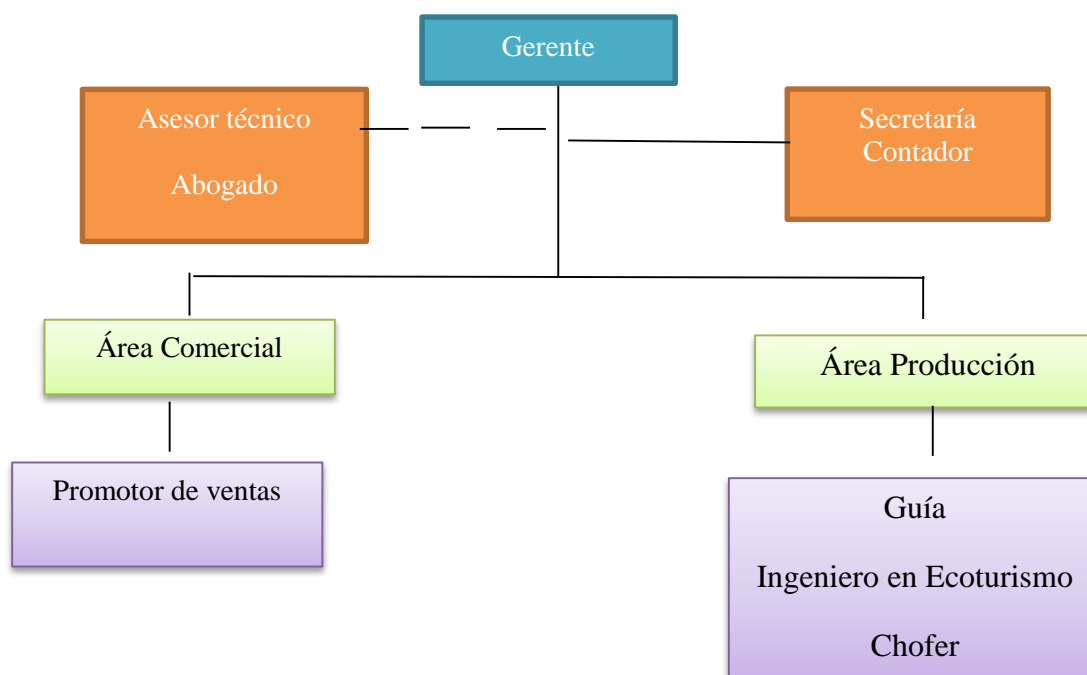 Gerente
Asesor técnico
Abogado
Secretaría
Contador
Área Comercial
Área Producción
Promotor de ventas
Guía
Ingeniero en Ecoturismo
Chofer